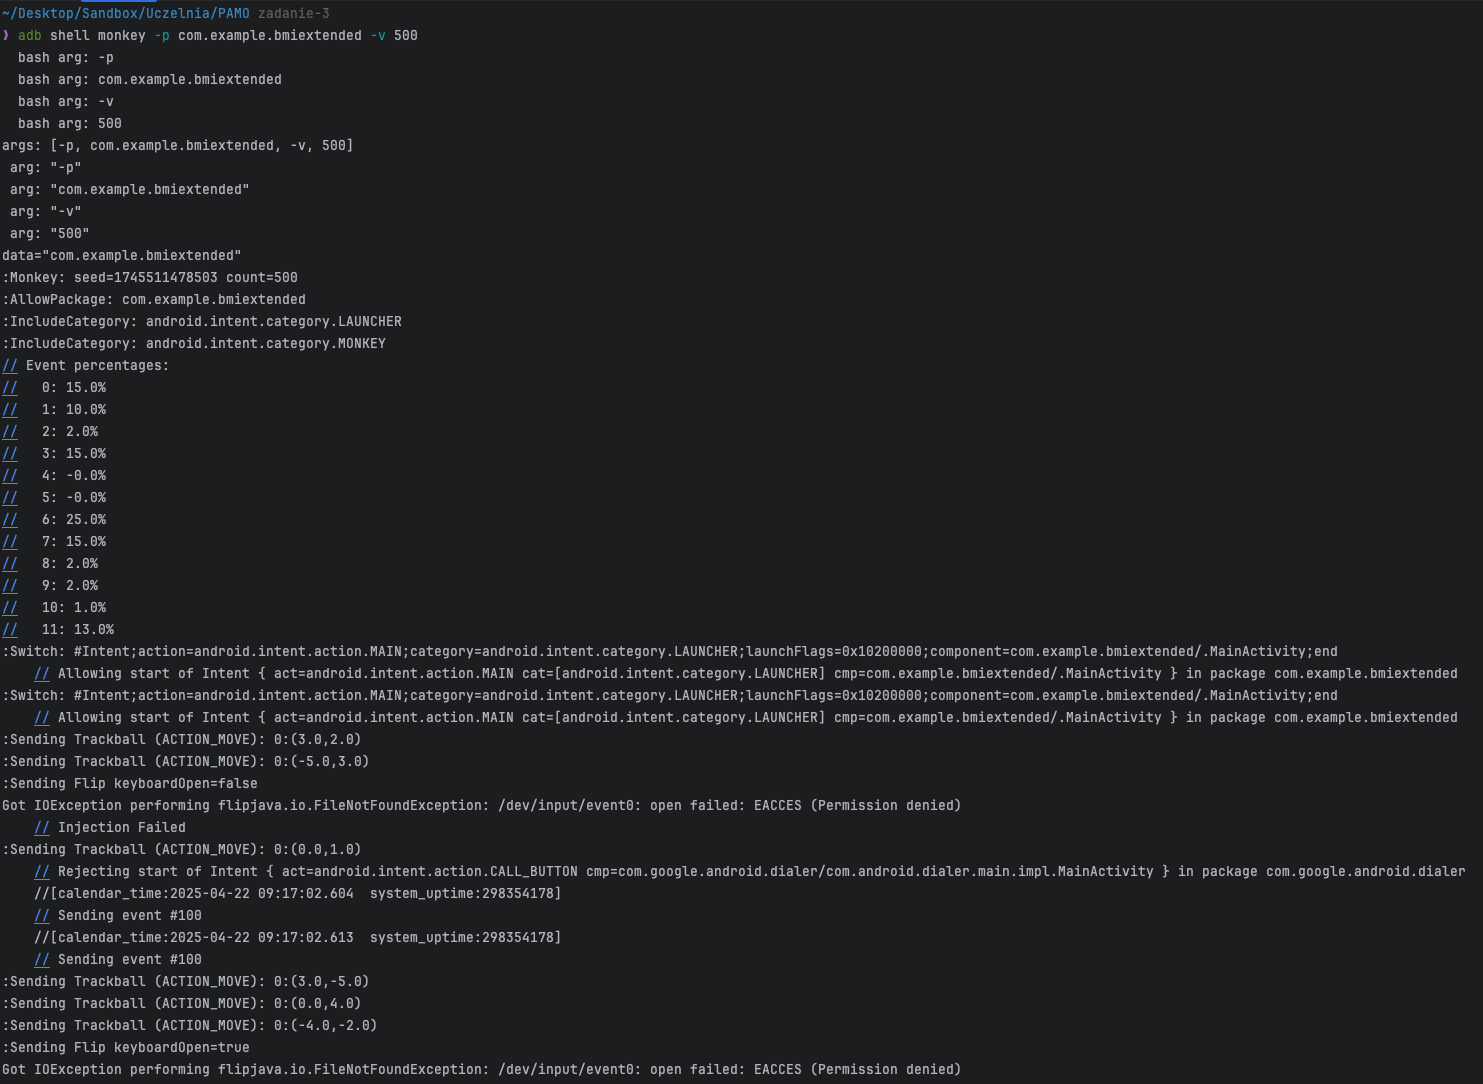 ~/Desktop/Sandbox/Uczelnia/PAMO zadanie-3
❯ adb shell monkey -p com.example.bmiextended -v 500
  bash arg: -p
  bash arg: com.example.bmiextended
  bash arg: -v
  bash arg: 500
args: [-p, com.example.bmiextended, -v, 500]
 arg: "-p"
 arg: "com.example.bmiextended"
 arg: "-v"
 arg: "500"
data="com.example.bmiextended"
:Monkey: seed=1745511478503 count=500
:AllowPackage: com.example.bmiextended
:IncludeCategory: android.intent.category.LAUNCHER
:IncludeCategory: android.intent.category.MONKEY
// Event percentages:
//   0: 15.0%
//   1: 10.0%
//   2: 2.0%
//   3: 15.0%
//   4: -0.0%
//   5: -0.0%
//   6: 25.0%
//   7: 15.0%
//   8: 2.0%
//   9: 2.0%
//   10: 1.0%
//   11: 13.0%
:Switch: #Intent;action=android.intent.action.MAIN;category=android.intent.category.LAUNCHER;launchFlags=0x10200000;component=com.example.bmiextended/.MainActivity;end
    // Allowing start of Intent { act=android.intent.action.MAIN cat=[android.intent.category.LAUNCHER] cmp=com.example.bmiextended/.MainActivity } in package com.example.bmiextended
:Switch: #Intent;action=android.intent.action.MAIN;category=android.intent.category.LAUNCHER;launchFlags=0x10200000;component=com.example.bmiextended/.MainActivity;end
    // Allowing start of Intent { act=android.intent.action.MAIN cat=[android.intent.category.LAUNCHER] cmp=com.example.bmiextended/.MainActivity } in package com.example.bmiextended
:Sending Trackball (ACTION_MOVE): 0:(3.0,2.0)
:Sending Trackball (ACTION_MOVE): 0:(-5.0,3.0)
:Sending Flip keyboardOpen=false
Got IOException performing flipjava.io.FileNotFoundException: /dev/input/event0: open failed: EACCES (Permission denied)
    // Injection Failed
:Sending Trackball (ACTION_MOVE): 0:(0.0,1.0)
    // Rejecting start of Intent { act=android.intent.action.CALL_BUTTON cmp=com.google.android.dialer/com.android.dialer.main.impl.MainActivity } in package com.google.android.dialer
    //[calendar_time:2025-04-22 09:17:02.604  system_uptime:298354178]
    // Sending event #100
    //[calendar_time:2025-04-22 09:17:02.613  system_uptime:298354178]
    // Sending event #100
:Sending Trackball (ACTION_MOVE): 0:(3.0,-5.0)
:Sending Trackball (ACTION_MOVE): 0:(0.0,4.0)
:Sending Trackball (ACTION_MOVE): 0:(-4.0,-2.0)
:Sending Flip keyboardOpen=true
Got IOException performing flipjava.io.FileNotFoundException: /dev/input/event0: open failed: EACCES (Permission denied)